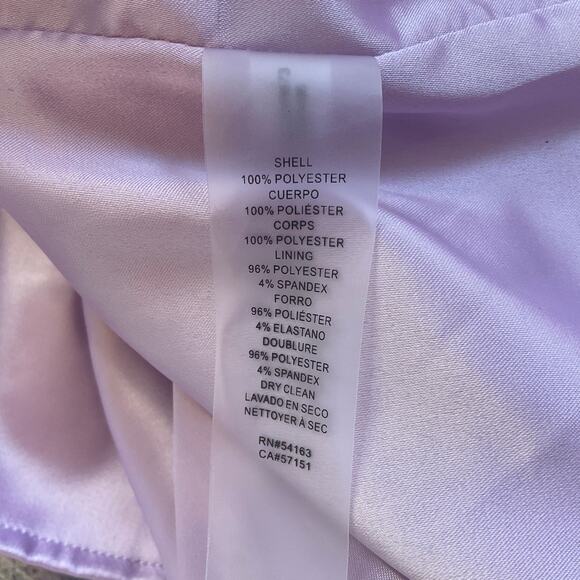 SHELL
100% POLYESTER
CUERPO
100% POLIÉSTER
CORPS
100% POLYESTER
LINING
96% POLYESTER
4% SPANDEX
FORRO
96% POLIÉSTER
4% ELASTANO
DOUBLURE
96% POLYESTER
4% SPANDEX
DRY CLEAN
LAVADO EN SECO
NETTOYER À SEC
RN#54163
CA#57151